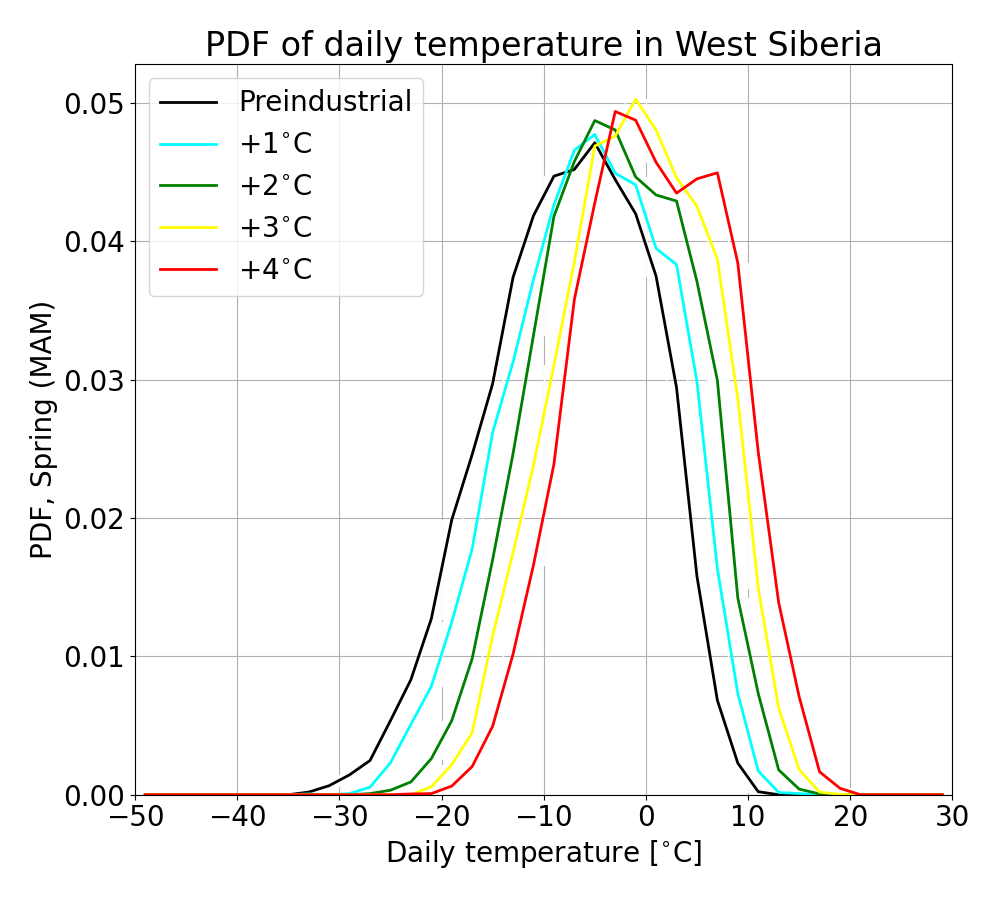 PDF of daily temperature in West Siberia
Preindustrial
+1°C
+2°C
+3°C
+4°C
PDF, Spring (MAM)
0.05
0.04
0.03
0.02
0.01
0.00
−50 −40 −30 −20 −10 0 10 20 30
Daily temperature [°C]